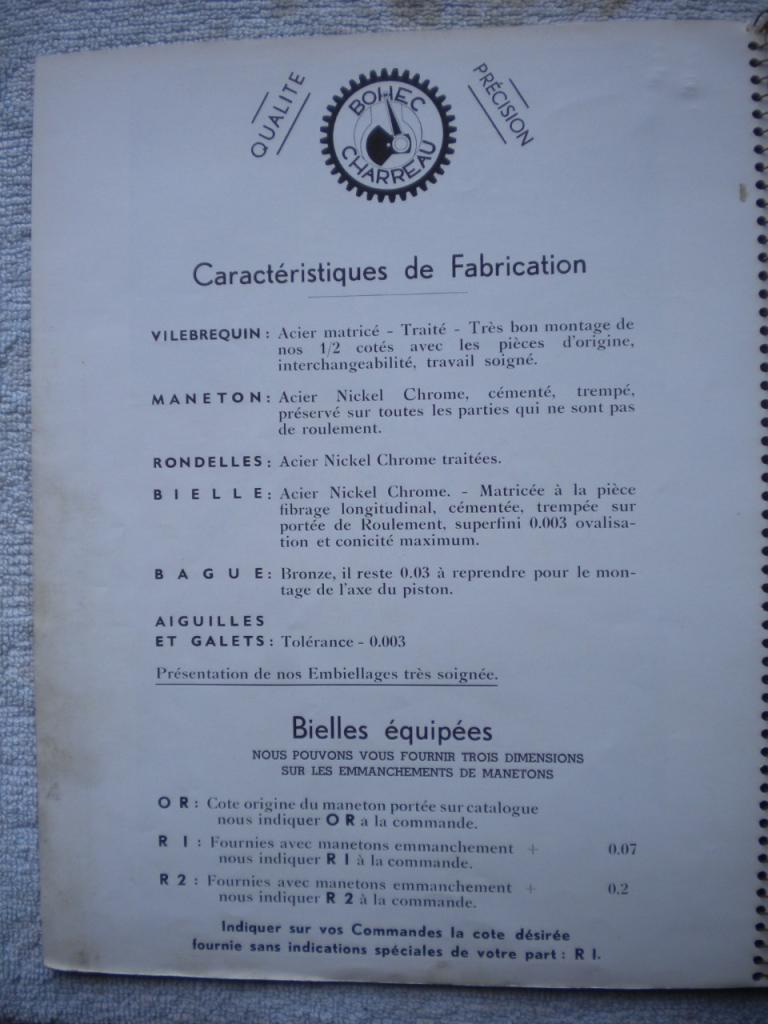 QUALITE
BOHEC
CHARREAU
PRÉCISION
Caractéristiques de Fabrication
VILEBREQUIN : Acier matricé - Traité - Très bon montage de
nos 1/2 cotés avec les pièces d'origine,
interchangeabilité, travail soigné.
MANETON : Acier Nickel Chrome, cémenté, trempé,
préservé sur toutes les parties qui ne sont pas
de roulement.
RONDELLES : Acier Nickel Chrome traitées.
BIELLE : Acier Nickel Chrome. - Matricée à la pièce
fibrage longitudinal, cémentée, trempée sur
portée de Roulement, superfini 0.003 ovalisa-
tion et conicité maximum.
BAGUE : Bronze, il reste 0.03 à reprendre pour le mon-
tage de l'axe du piston.
AIGUILLES
ET GALETS : Tolérance - 0.003
Présentation de nos Embiellages très soignée.
Bielles équipées
NOUS POUVONS VOUS FOURNIR TROIS DIMENSIONS
SUR LES EMMANCHEMENTS DE MANETONS
OR : Cote origine du maneton portée sur catalogue
nous indiquer OR a la commande.
R 1 : Fournies avec manetons emmanchement + 0.07
nous indiquer R 1 à la commande.
R 2 : Fournies avec manetons emmanchement + 0.2
nous indiquer R 2 à la commande.
Indiquer sur vos Commandes la cote désirée
fournie sans indications spéciales de votre part : R 1.